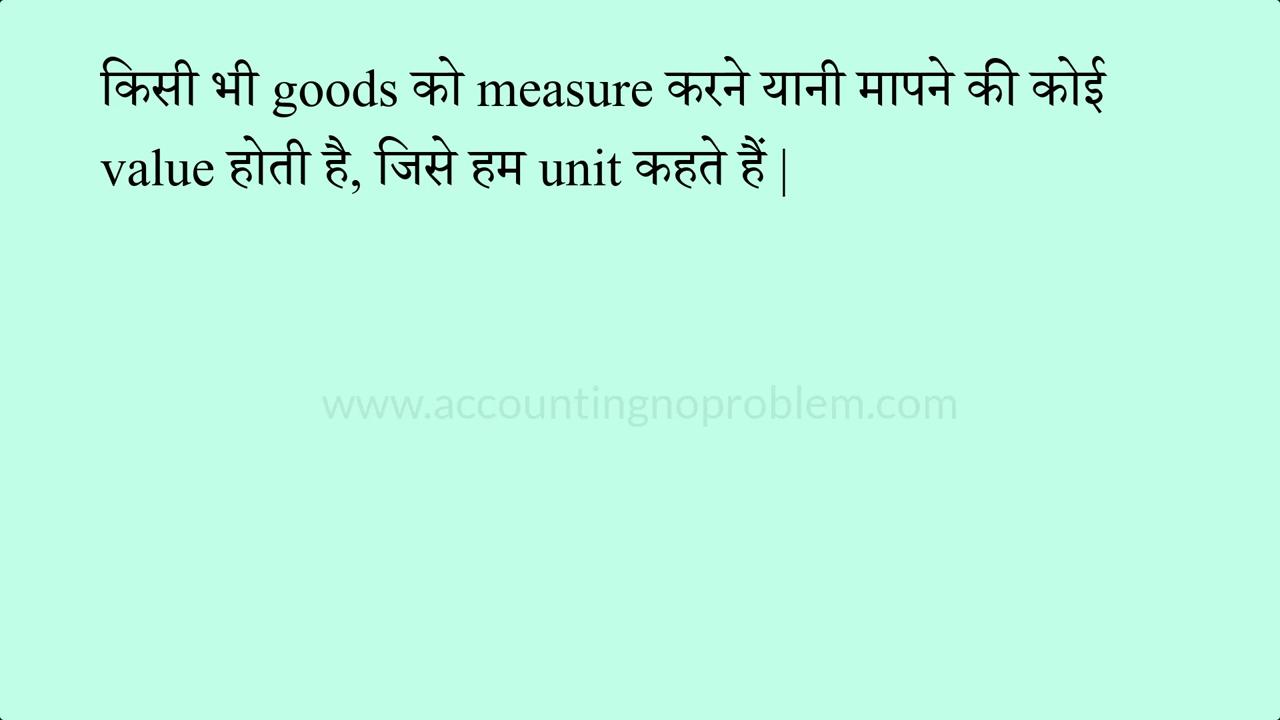 किसी भी goods को measure करने यानी मापने की कोई
value होती है, जिसे हम unit कहते हैं |
www.accountingnoproblem.com